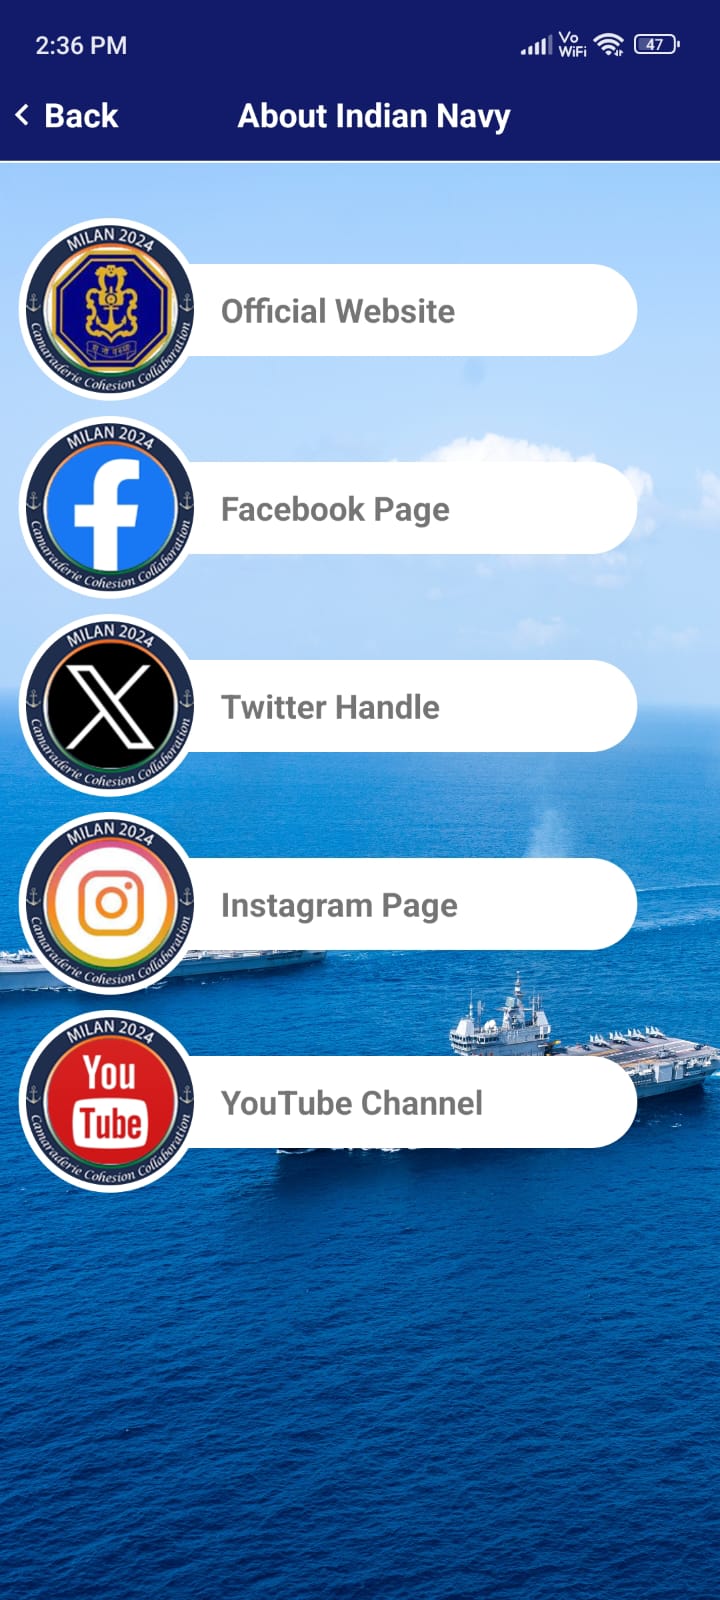 2:36 PM
Vo
WiFi
47
Back
About Indian Navy
MILAN 2024
Camaraderie Cohesion Collaboration
Official Website
MILAN 2024
Camaraderie Cohesion Collaboration
Facebook Page
MILAN 2024
Camaraderie Cohesion Collaboration
Twitter Handle
MILAN 2024
Camaraderie Cohesion Collaboration
Instagram Page
MILAN 2024
You
Tube
Camaraderie Cohesion Collaboration
YouTube Channel